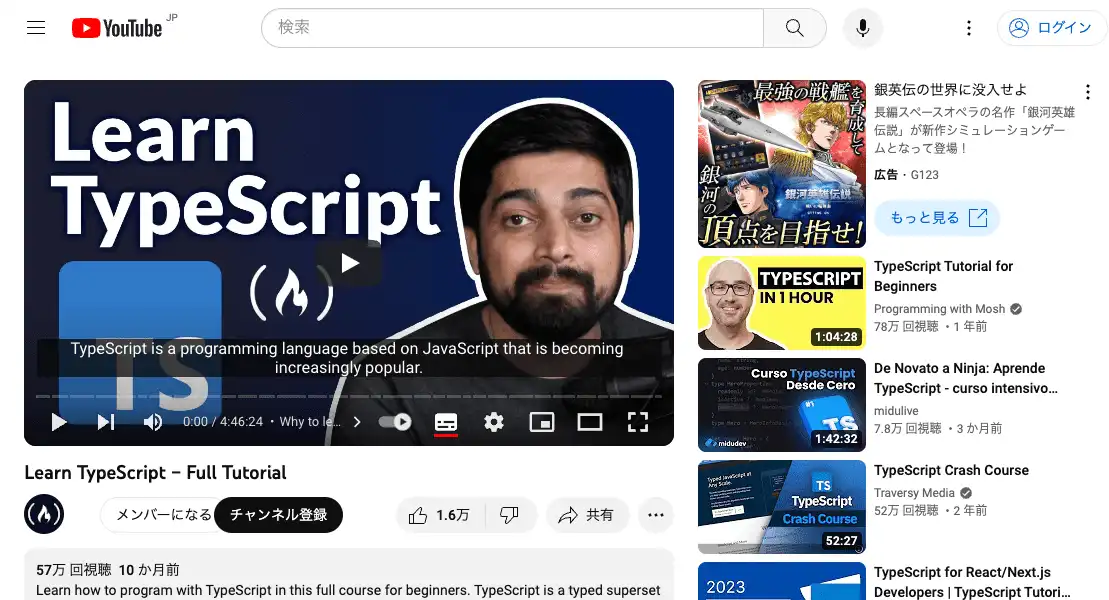 YouTube JP
検索
ログイン
Learn
TypeScript
TS
TypeScript is a programming language based on JavaScript that is becoming
increasingly popular.
0:00 / 4:46:24 ・ Why to le...
Learn TypeScript – Full Tutorial
メンバーになる
チャンネル登録
1.6万
共有
57万 回視聴 10 か月前
Learn how to program with TypeScript in this full course for beginners. TypeScript is a typed superset
最強の戦艦を
育成して
銀河の
銀河英雄伝説
頂点を目指せ!
銀英伝の世界に没入せよ
長編スペースオペラの名作「銀河英雄
伝説」が新作シミュレーションゲー
ムとなって登場！
広告・G123
もっと見る
TYPESCRIPT
IN 1 HOUR
1:04:28
TypeScript Tutorial for
Beginners
Programming with Mosh
78万 回視聴 ・1 年前
Curso TypeScript
Desde Cero
#1
TS
midudev
1:42:32
De Novato a Ninja: Aprende
TypeScript - curso intensivo...
midulive
7.8万 回視聴 ・3 か月前
Typed JavaScript at
Any Scale.
TS
TypeScript
Crash Course
52:27
TypeScript Crash Course
Traversy Media
52万 回視聴 ・2 年前
2023
TypeScript for React/Next.js
Developers | TypeScript Tutori...